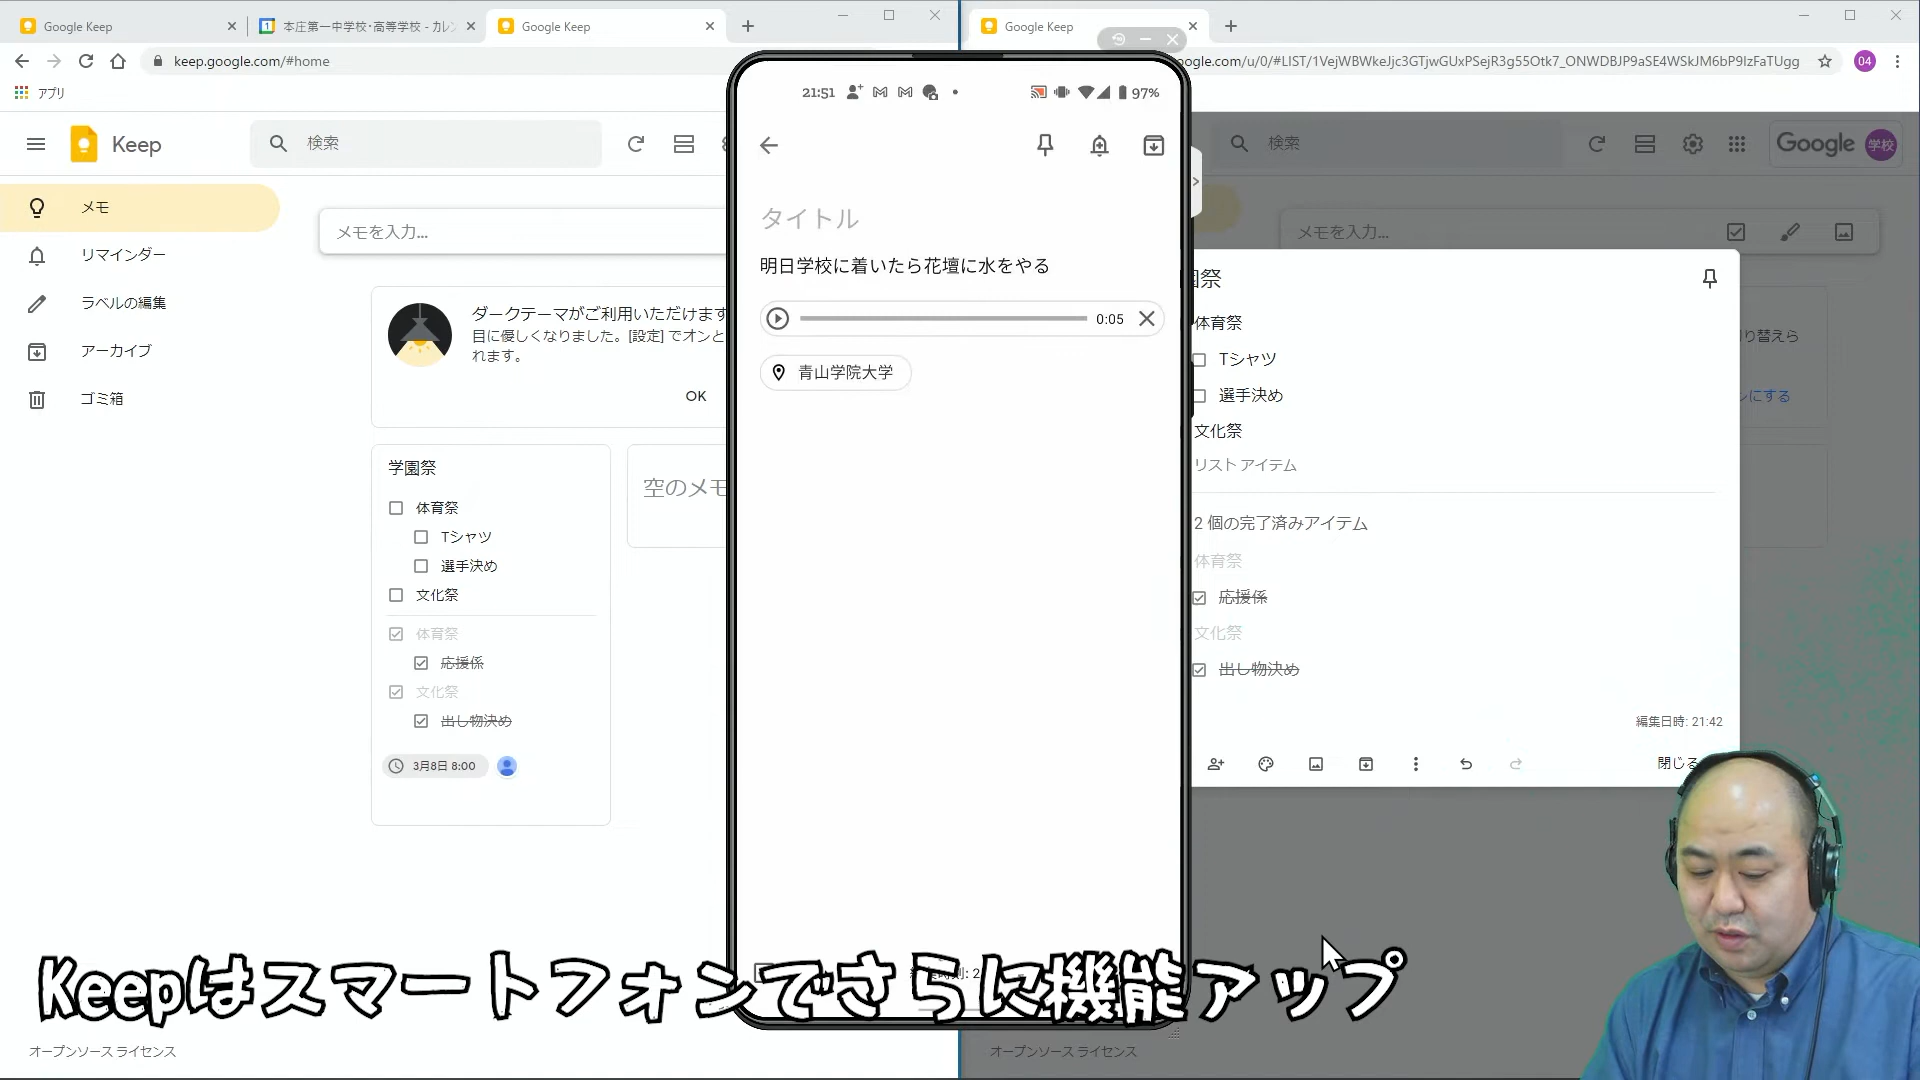 Google Keep
本庄第一中学校・高等学校 - カレン
Google Keep
keep.google.com/#home
アプリ
Keep
検索
メモ
リマインダー
ラベルの編集
アーカイブ
ゴミ箱
メモを入力...
ダークテーマがご利用いただけます
目に優しくなりました。[設定] でオンと
れます。
OK
学園祭
体育祭
Tシャツ
選手決め
文化祭
体育祭
応援係
文化祭
出し物決め
3月8日 8:00
空のメモ
オープンソース ライセンス
21:51
97%
タイトル
明日学校に着いたら花壇に水をやる
0:05
青山学院大学
Google Keep
oogle.com/u/0/#LIST/1VejWBWkeJjc3GTjwGUxPSejR3g55Otk7_ONWDBJP9aSE4WSkJM6bP9IzFaTUgg
04
検索
Google
学校
メモを入力...
り替えら
ンにする
園祭
体育祭
Tシャツ
選手決め
文化祭
リスト アイテム
2 個の完了済みアイテム
体育祭
応援係
文化祭
出し物決め
編集日時: 21:42
閉じる
オープンソース ライセンス
Keepはスマートフォンでさらに機能アップ